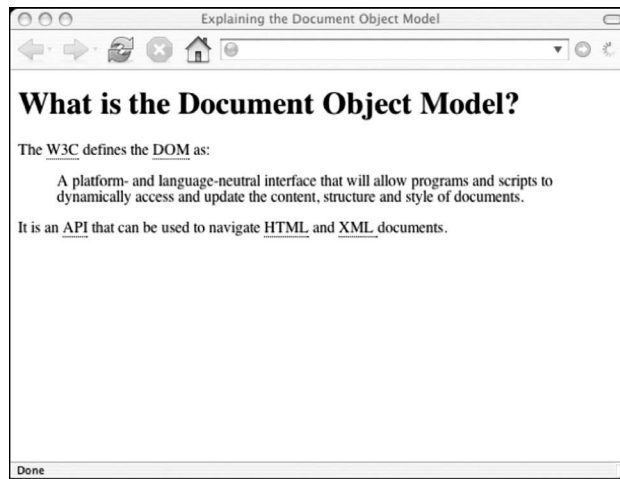 Explaining the Document Object Model
What is the Document Object Model?
The W3C defines the DOM as:
A platform- and language-neutral interface that will allow programs and scripts to
dynamically access and update the content, structure and style of documents.
It is an API that can be used to navigate HTML and XML documents.
Done